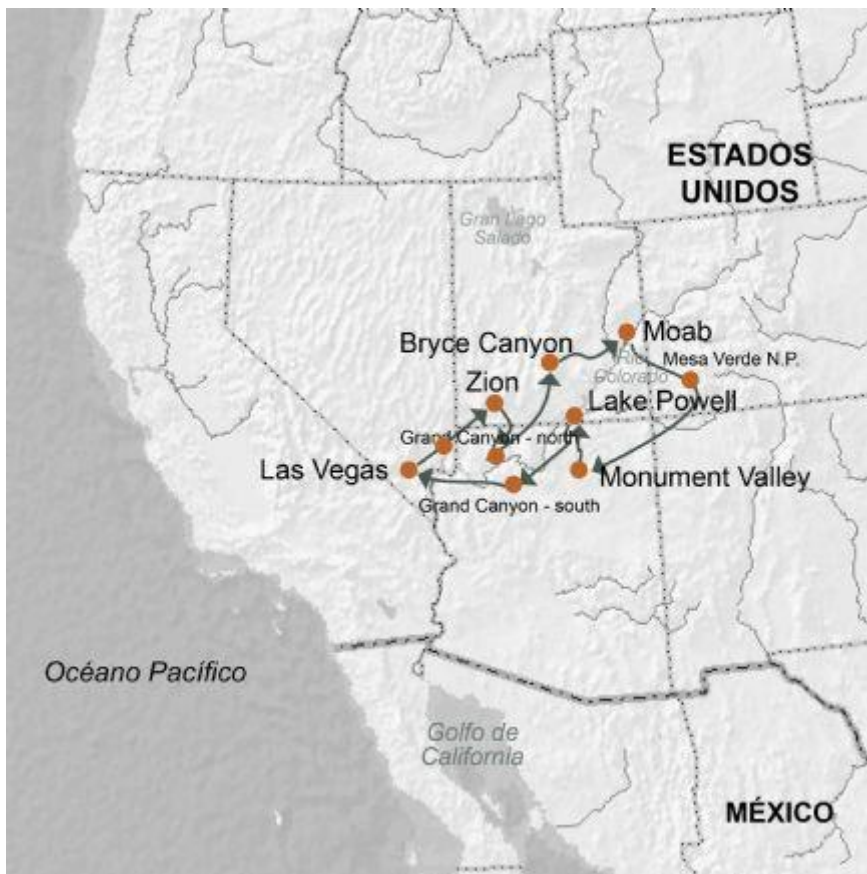 ESTADOS
UNIDOS
Gran Lago
Salado
Moab
Bryce Canyon
Río
Colorado
Mesa Verde N.P.
Zion
Lake Powell
Grand Canyon - north
Las Vegas
Monument Valley
Grand Canyon - south
Océano Pacífico
Golfo de
California
MÉXICO